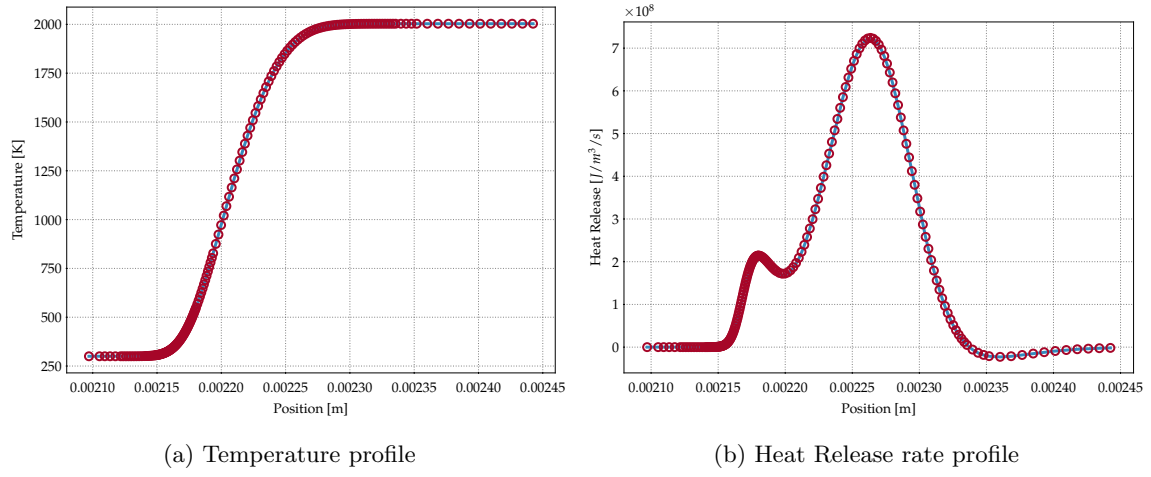 2000
1750
1500
1250
1000
750
500
250
Temperature [K]
0.00210 0.00215 0.00220 0.00225 0.00230 0.00235 0.00240 0.00245
Position [m]
(a) Temperature profile
×10⁸
7
6
5
4
3
2
1
0
Heat Release [J/m³/s]
0.00210 0.00215 0.00220 0.00225 0.00230 0.00235 0.00240 0.00245
Position [m]
(b) Heat Release rate profile